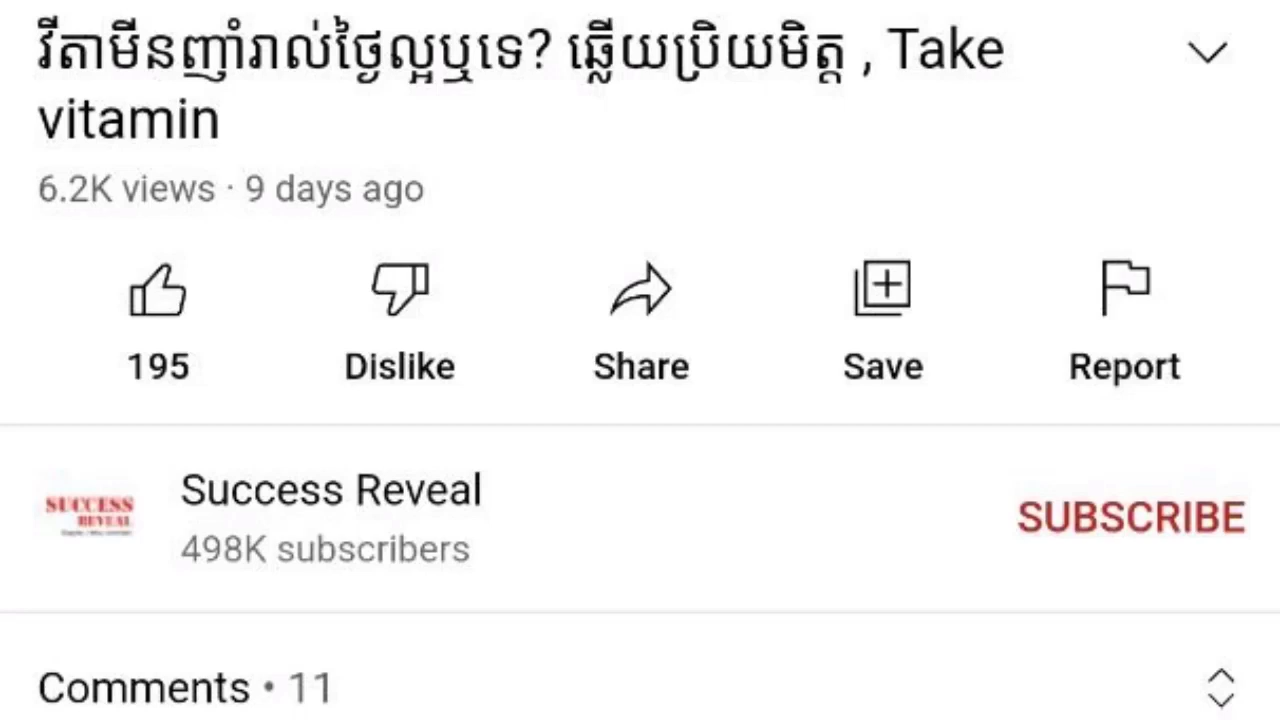 វីតាមីនញាំរាល់ថ្ងៃល្អឬទេ? ឆ្លើយប្រិយមិត្ត , Take
vitamin
6.2K views · 9 days ago
195
Dislike
Share
Save
Report
SUCCESS
REVEAL
Success Reveal
498K subscribers
SUBSCRIBE
Comments • 11